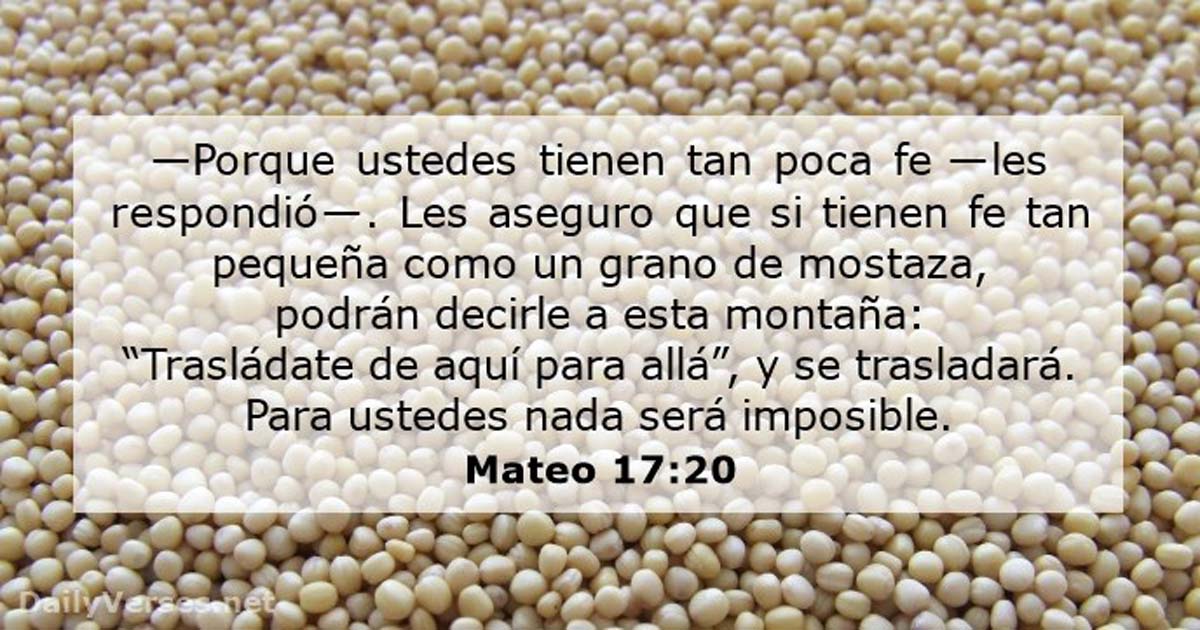 —Porque ustedes tienen tan poca fe —les
respondió—. Les aseguro que si tienen fe tan
pequeña como un grano de mostaza,
podrán decirle a esta montaña:
“Trasládate de aquí para allá”, y se trasladará.
Para ustedes nada será imposible.
Mateo 17:20
DailyVerses.net